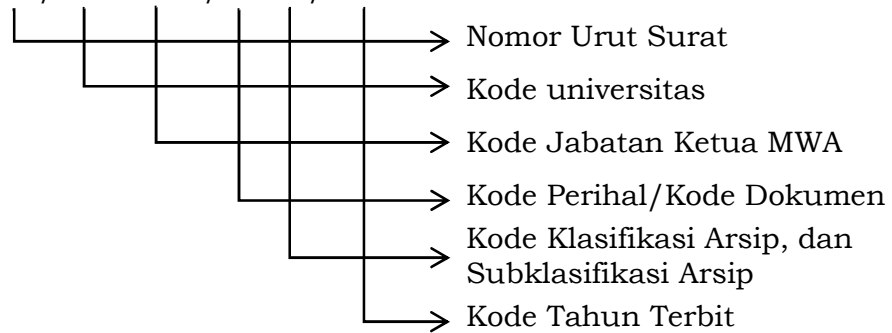 Nomor Urut Surat
Kode universitas
Kode Jabatan Ketua MWA
Kode Perihal/Kode Dokumen
Kode Klasifikasi Arsip, dan
Subklasifikasi Arsip
Kode Tahun Terbit